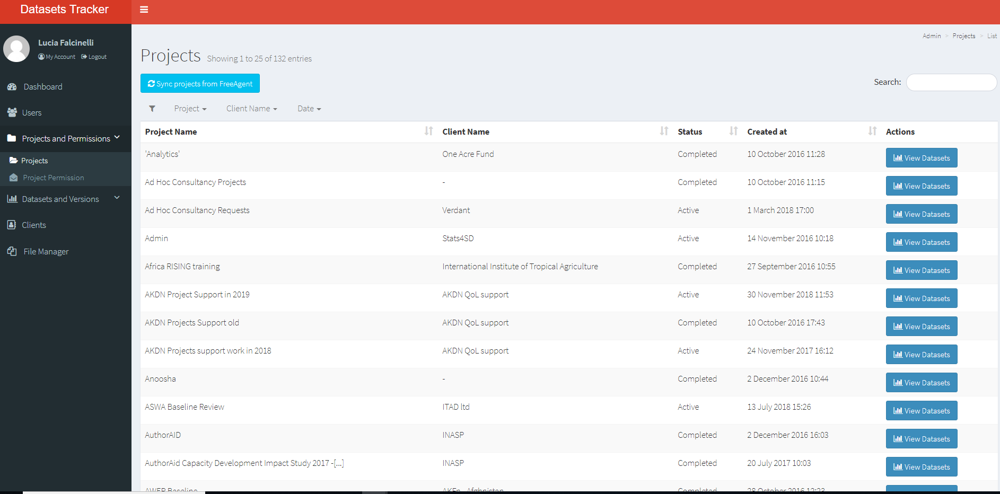 Datasets Tracker
Lucia Falcinelli
My Account Logout
Dashboard
Users
Projects and Permissions
Projects
Project Permission
Datasets and Versions
Clients
File Manager
Admin > Projects > List
Projects Showing 1 to 25 of 132 entries
Sync projects from FreeAgent
Search:
Project Client Name Date
Project Name Client Name Status Created at Actions
'Analytics' One Acre Fund Completed 10 October 2016 11:28 View Datasets
Ad Hoc Consultancy Projects - Completed 10 October 2016 11:15 View Datasets
Ad Hoc Consultancy Requests Verdant Active 1 March 2018 17:00 View Datasets
Admin Stats4SD Active 14 November 2016 10:18 View Datasets
Africa RISING training International Institute of Tropical Agriculture Completed 27 September 2016 10:55 View Datasets
AKDN Project Support in 2019 AKDN QoL support Active 30 November 2018 11:53 View Datasets
AKDN Projects Support old AKDN QoL support Completed 10 October 2016 17:43 View Datasets
AKDN Projects support work in 2018 AKDN QoL support Active 24 November 2017 16:12 View Datasets
Anoosha - Completed 2 December 2016 10:44 View Datasets
ASWA Baseline Review ITAD ltd Active 13 July 2018 15:26 View Datasets
AuthorAID INASP Completed 2 December 2016 16:03 View Datasets
AuthorAid Capacity Development Impact Study 2017 -[...] INASP Completed 20 July 2017 10:03 View Datasets
Baseline Completed 28 October 2016